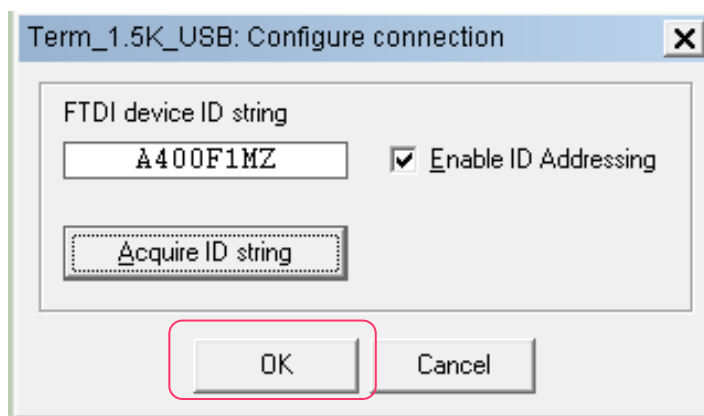 Term_1.5K_USB: Configure connection
FTDI device ID string
A400F1MZ
Enable ID Addressing
Acquire ID string
OK
Cancel